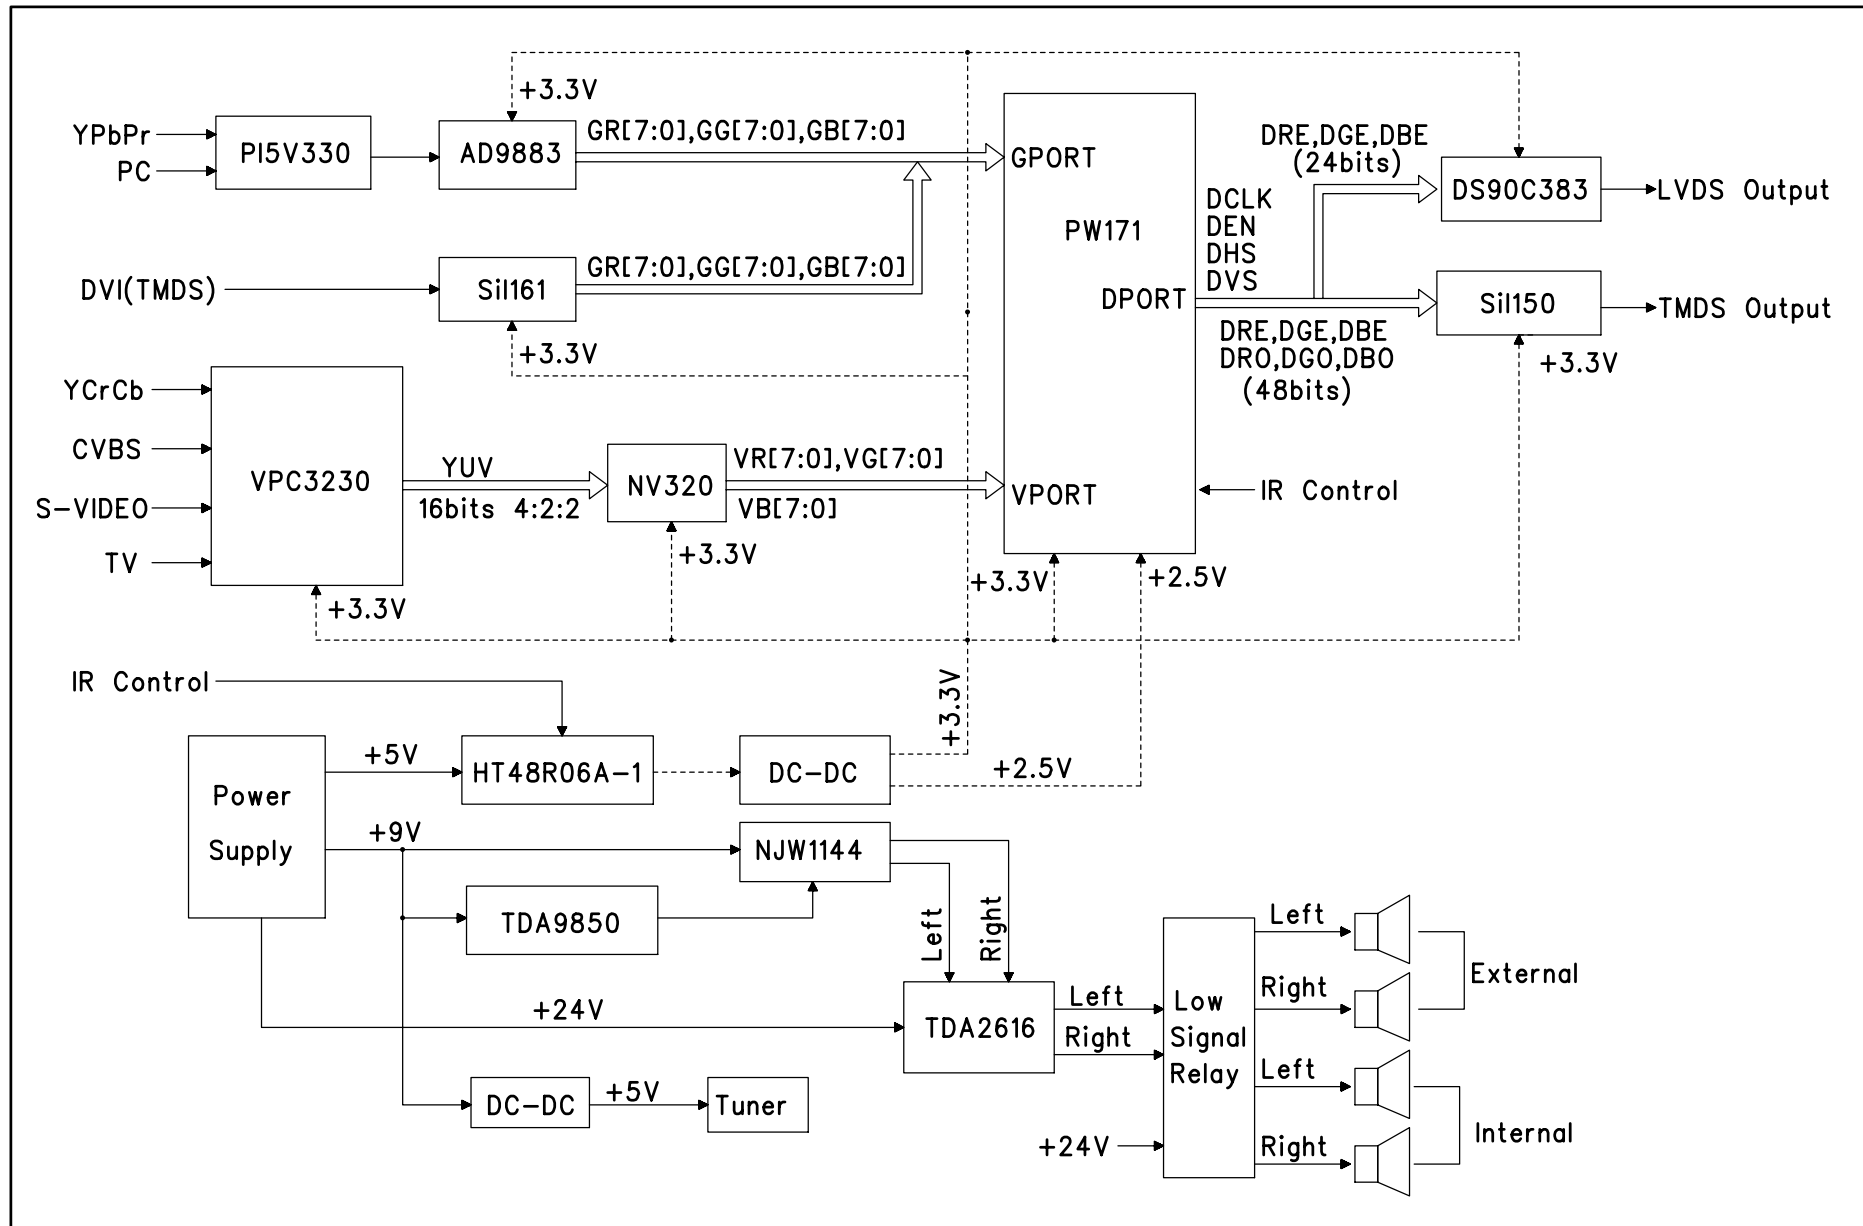 +3.3V
YPbPr
PC
PI5V330
AD9883
GR[7:0],GG[7:0],GB[7:0]
GPORT
PW171
DRE,DGE,DBE
(24bits)
DS90C383
LVDS Output
DCLK
DEN
DHS
DVS
DVI(TMDS)
SiI161
GR[7:0],GG[7:0],GB[7:0]
+3.3V
DPORT
SiI150
TMDS Output
DRE,DGE,DBE
DRO,DGO,DBO
(48bits)
+3.3V
YCrCb
CVBS
S-VIDEO
TV
VPC3230
YUV
16bits 4:2:2
NV320
VR[7:0],VG[7:0]
VB[7:0]
VPORT
IR Control
+3.3V
+3.3V
+3.3V
+2.5V
IR Control
+3.3V
Power
Supply
+5V
HT48R06A-1
DC-DC
+2.5V
+9V
NJW1144
TDA9850
Left
Right
+24V
TDA2616
Left
Right
Low
Signal
Relay
Left
Right
External
Left
Right
Internal
+24V
DC-DC
+5V
Tuner